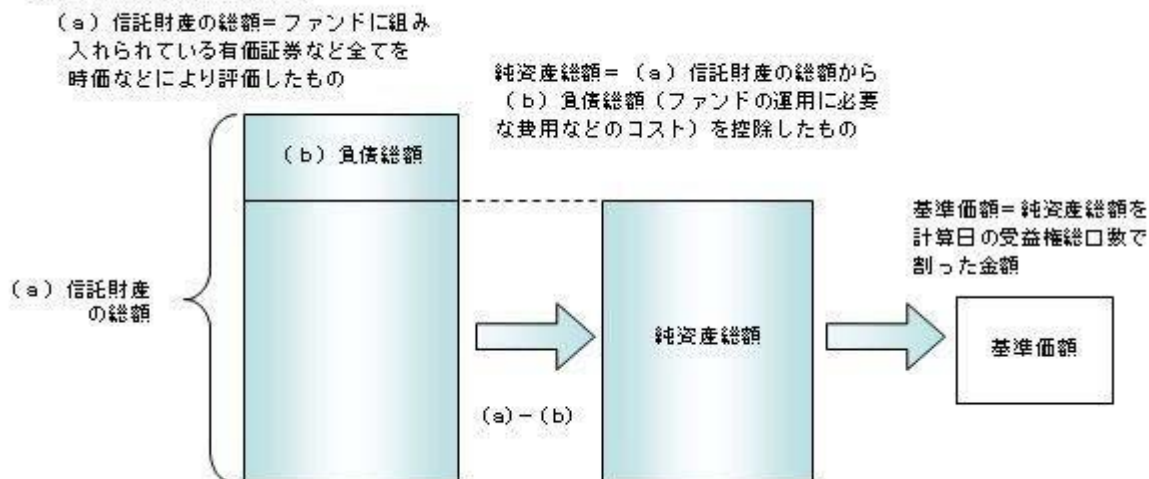 (a)信託財産の総額=ファンドに組み
入れられている有価証券など全てを
時価などにより評価したもの
純資産総額=(a)信託財産の総額から
(b)負債総額(ファンドの運用に必要
な費用などのコスト)を控除したもの
(b)負債総額
基準価額=純資産総額を
計算日の受益権総口数で
割った金額
(a)信託財産
の総額
純資産総額
基準価額
(a)-(b)